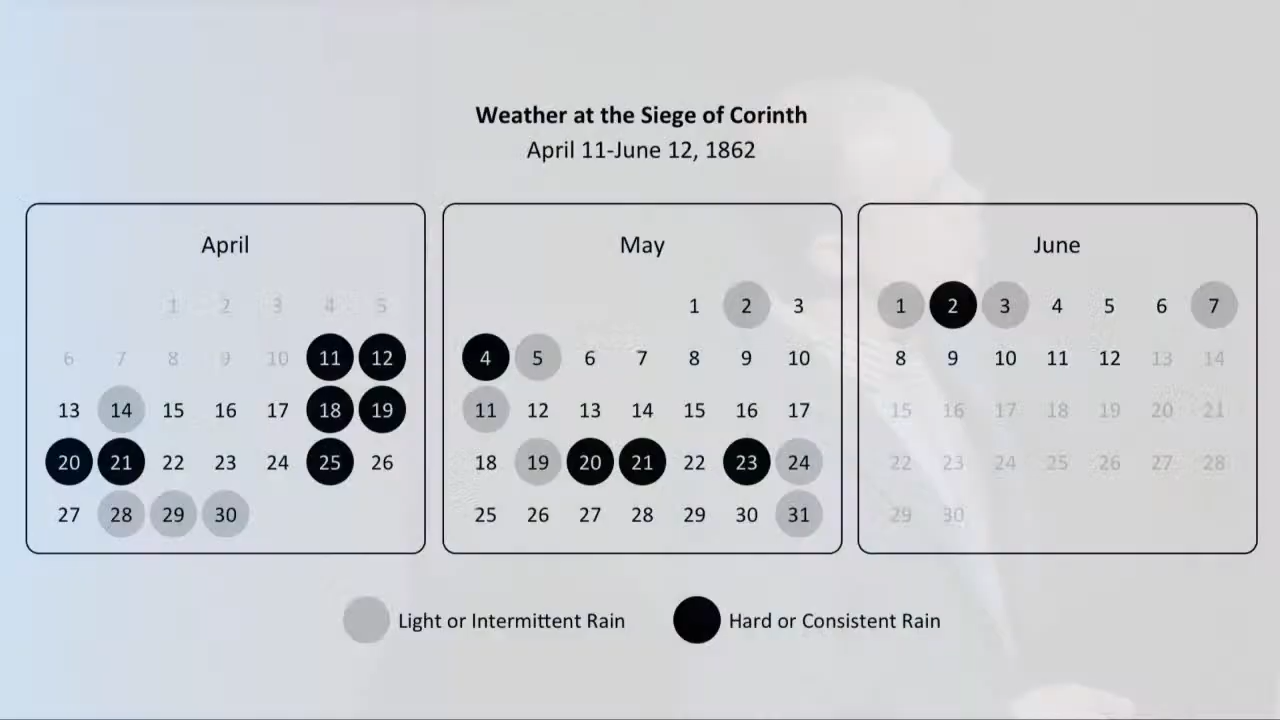 Weather at the Siege of Corinth
April 11-June 12, 1862
April
1 2 3 4 5
6 7 8 9 10 11 12
13 14 15 16 17 18 19
20 21 22 23 24 25 26
27 28 29 30
May
1 2 3
4 5 6 7 8 9 10
11 12 13 14 15 16 17
18 19 20 21 22 23 24
25 26 27 28 29 30 31
June
1 2 3 4 5 6 7
8 9 10 11 12 13 14
15 16 17 18 19 20 21
22 23 24 25 26 27 28
29 30
Light or Intermittent Rain
Hard or Consistent Rain